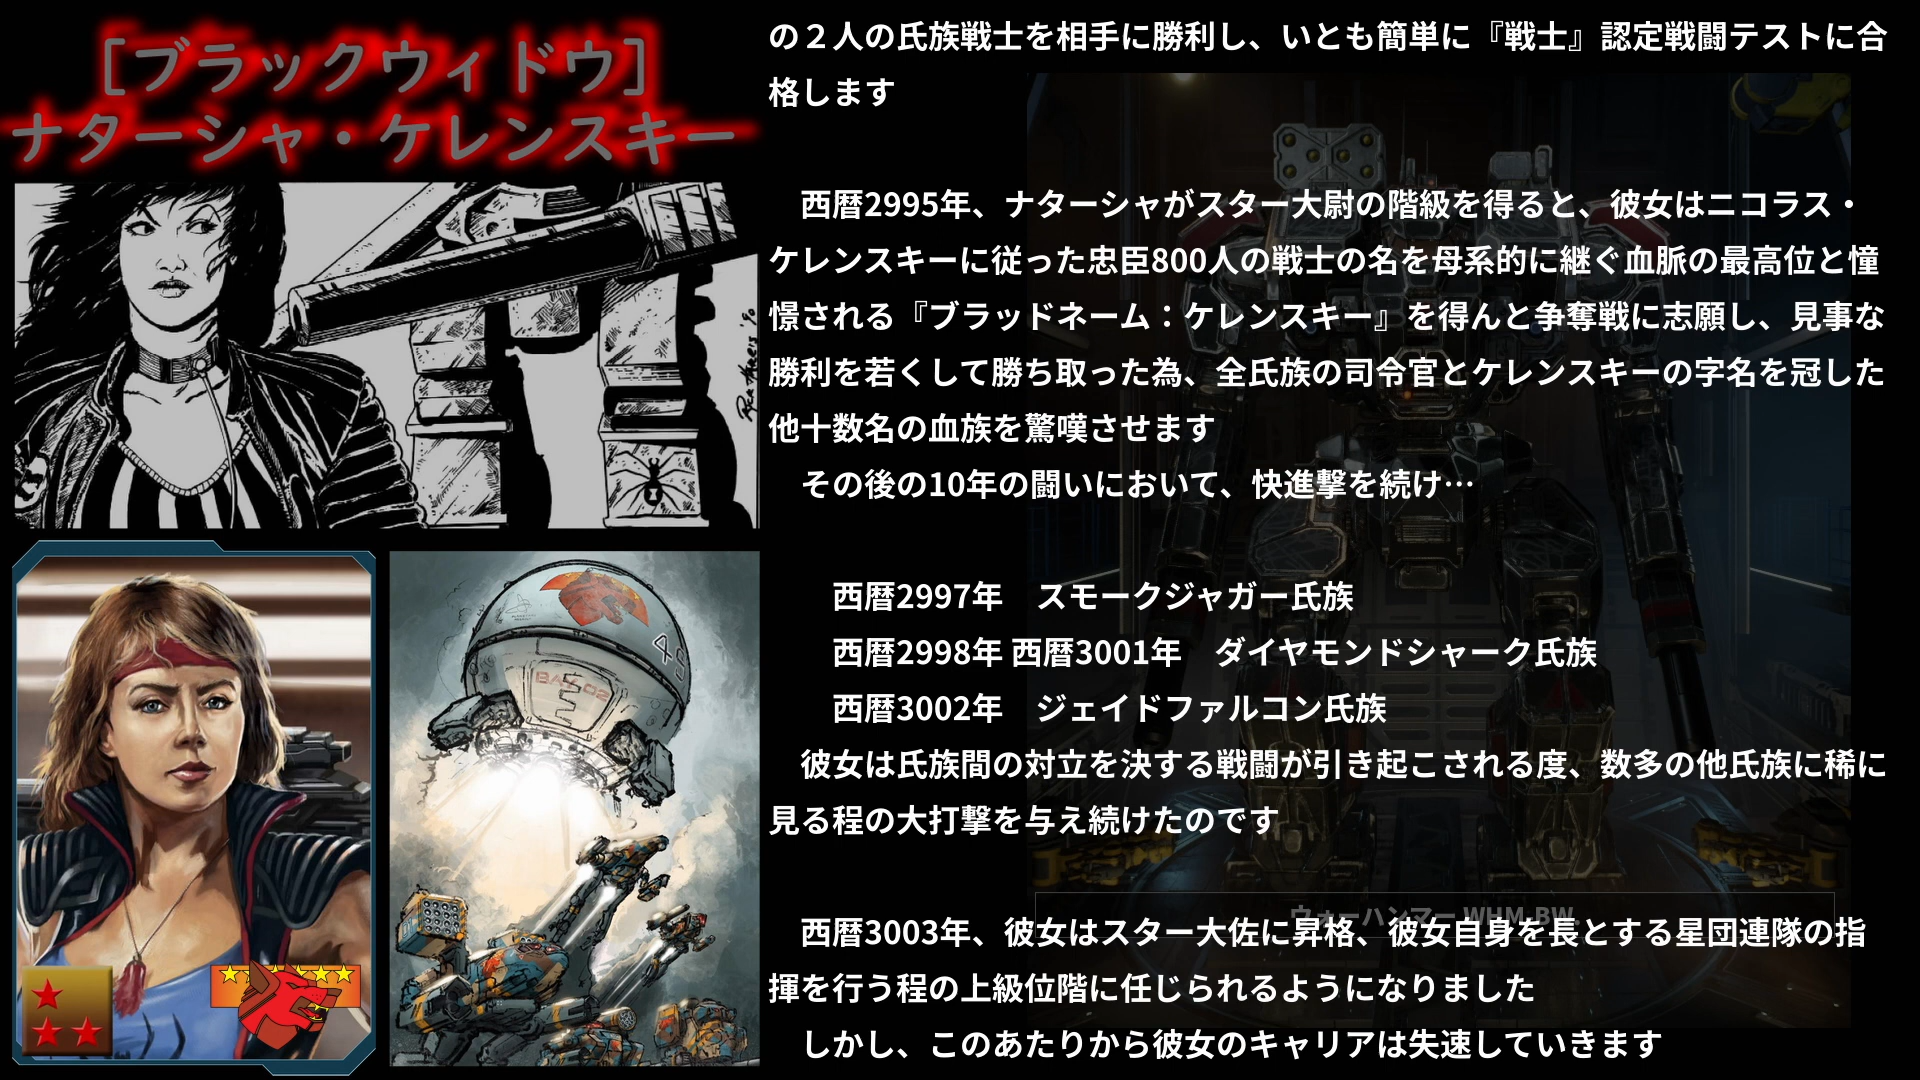 ［ブラックウィドウ］
ナターシャ・ケレンスキー
の２人の氏族戦士を相手に勝利し、いとも簡単に『戦士』認定戦闘テストに合
格します
西暦2995年、ナターシャがスター大尉の階級を得ると、彼女はニコラス・
ケレンスキーに従った忠臣800人の戦士の名を母系的に継ぐ血脈の最高位と憧
憬される『ブラッドネーム：ケレンスキー』を得んと争奪戦に志願し、見事な
勝利を若くして勝ち取った為、全氏族の司令官とケレンスキーの字名を冠した
他十数名の血族を驚嘆させます
その後の10年の闘いにおいて、快進撃を続け…
西暦2997年　スモークジャガー氏族
西暦2998年 西暦3001年　ダイヤモンドシャーク氏族
西暦3002年　ジェイドファルコン氏族
彼女は氏族間の対立を決する戦闘が引き起こされる度、数多の他氏族に稀に
見る程の大打撃を与え続けたのです
ウォーハンマー WHM-BW
西暦3003年、彼女はスター大佐に昇格、彼女自身を長とする星団連隊の指
揮を行う程の上級位階に任じられるようになりました
しかし、このあたりから彼女のキャリアは失速していきます
BAY 02